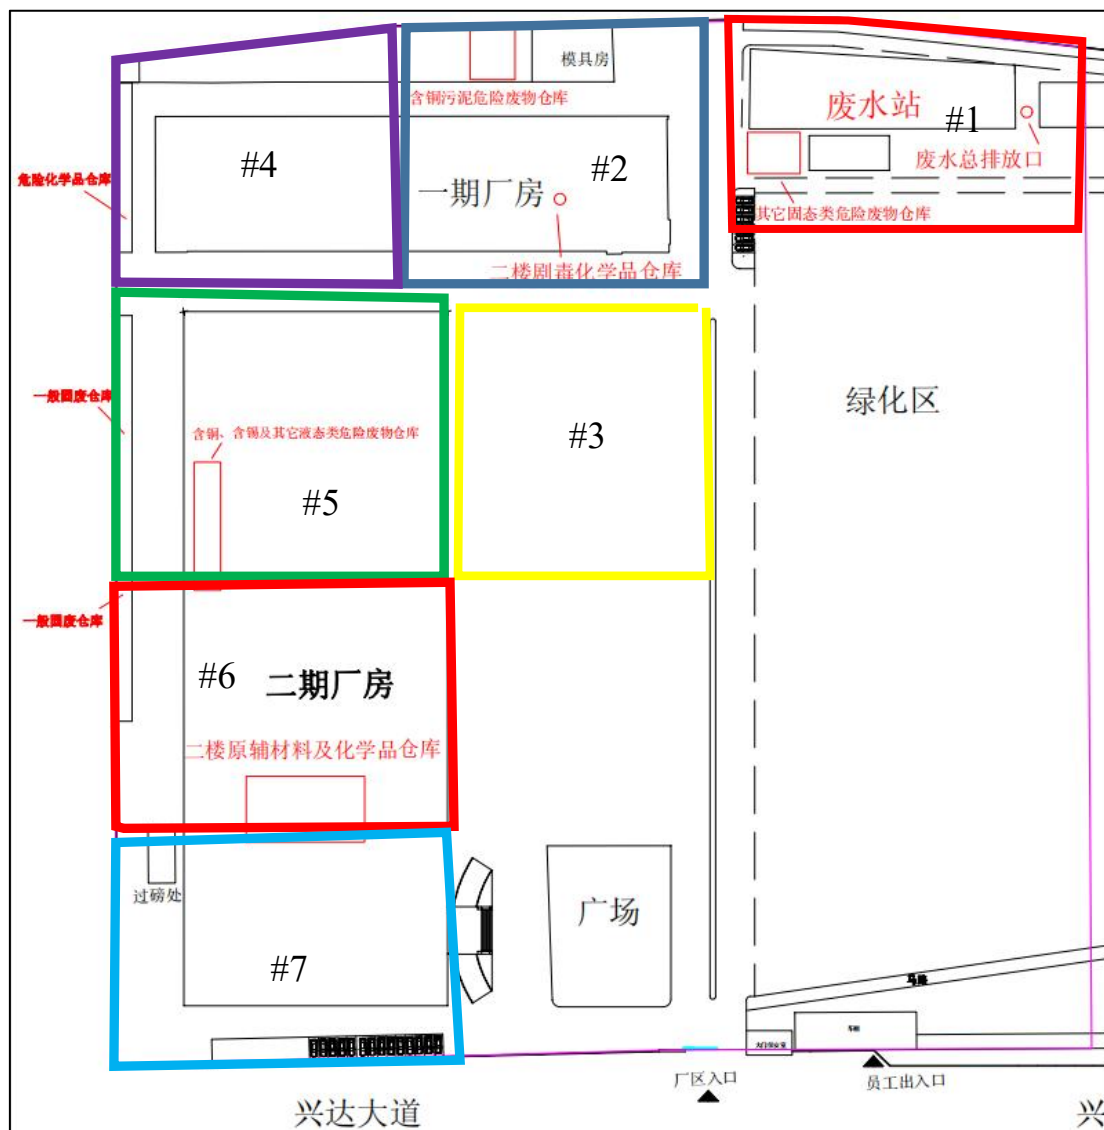 模具房
含铜污泥危险废物仓库
废水站
#1
废水总排放口
#4
#2
危险化学品仓库
一期厂房
其它固态类危险废物仓库
二楼剧毒化学品仓库
一般固废仓库
绿化区
含铜、含锡及其它液态类危险废物仓库
#3
#5
一般固废仓库
#6
二期厂房
二楼原辅材料及化学品仓库
过磅处
广场
#7
马路
厂区入口
员工出入口
兴达大道
兴